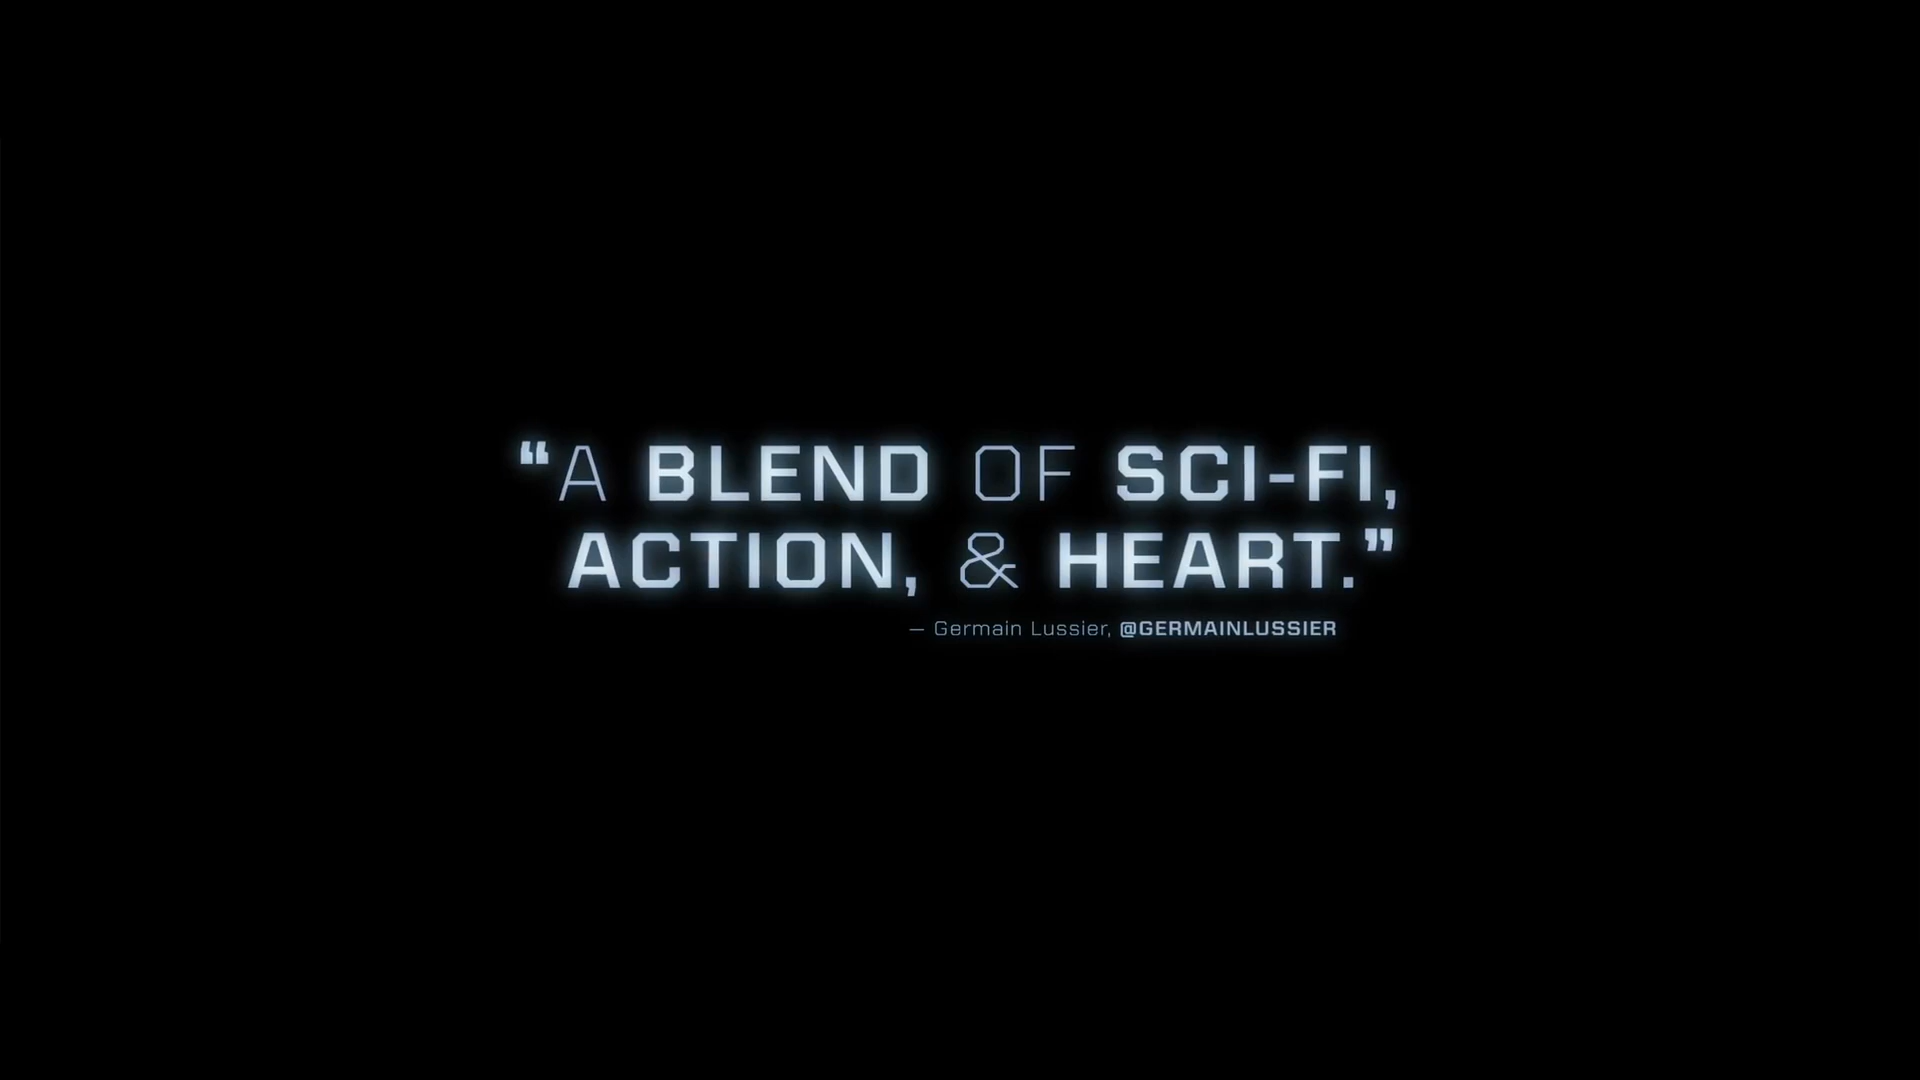 “A BLEND OF SCI-FI,
ACTION, & HEART.”
— Germain Lussier, @GERMAINLUSSIER